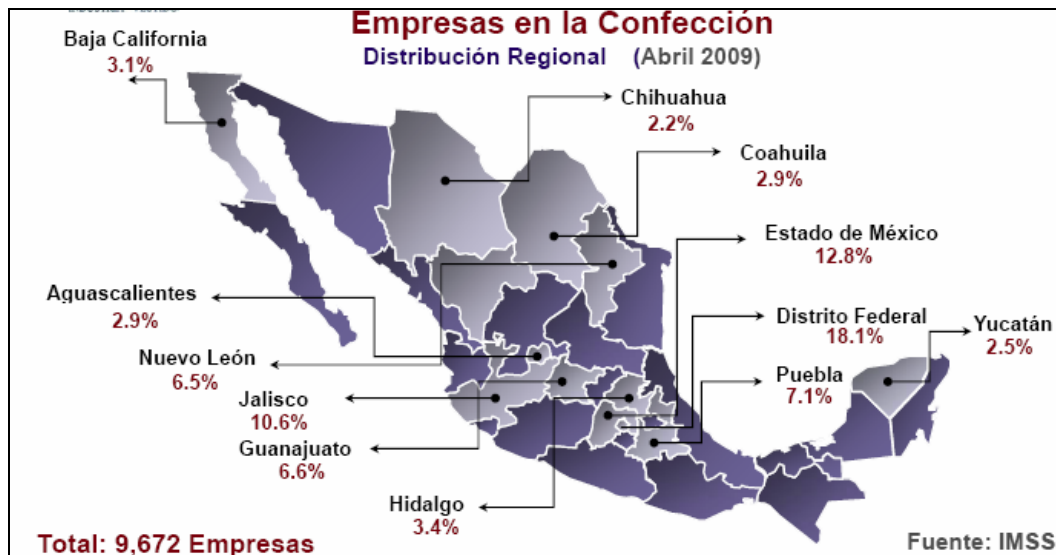 Empresas en la Confección
Distribución Regional (Abril 2009)
Baja California
3.1%
Chihuahua
2.2%
Coahuila
2.9%
Estado de México
12.8%
Aguascalientes
2.9%
Distrito Federal
18.1%
Yucatán
2.5%
Nuevo León
6.5%
Puebla
7.1%
Jalisco
10.6%
Guanajuato
6.6%
Hidalgo
3.4%
Total: 9,672 Empresas
Fuente: IMSS